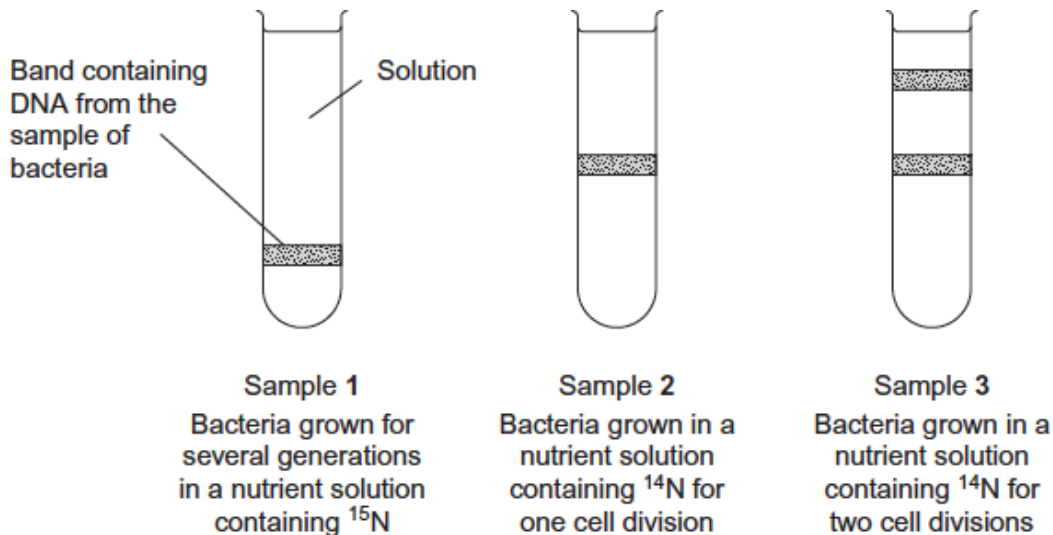 Band containing
DNA from the
sample of
bacteria
Solution
Sample 1
Bacteria grown for
several generations
in a nutrient solution
containing ¹⁵N
Sample 2
Bacteria grown in a
nutrient solution
containing ¹⁴N for
one cell division
Sample 3
Bacteria grown in a
nutrient solution
containing ¹⁴N for
two cell divisions